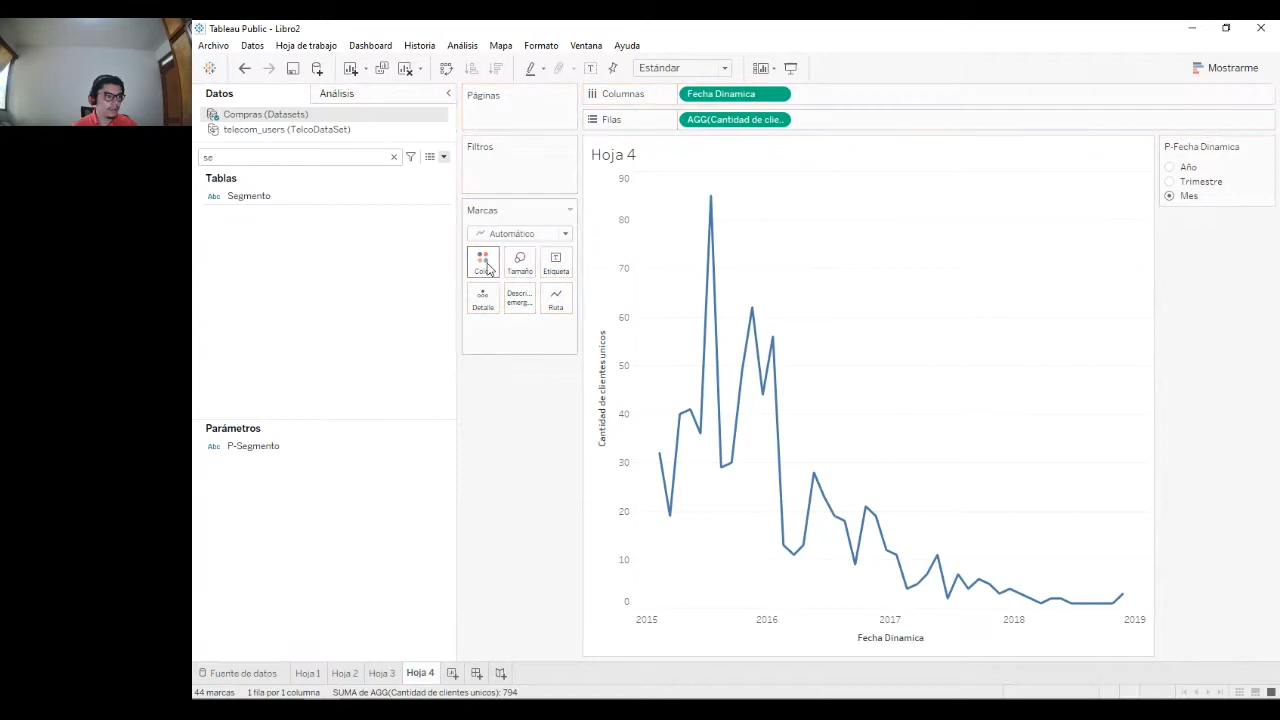 Tableau Public - Libro2
Archivo Datos Hoja de trabajo Dashboard Historia Análisis Mapa Formato Ventana Ayuda
Estándar
Mostrarme
Datos Análisis
Compras (Datasets)
telecom_users (TelcoDataSet)
se
Tablas
Abc Segmento
Parámetros
Abc P-Segmento
Páginas
Filtros
Marcas
Automático
Color Tamaño Etiqueta
Detalle Descri... emerg... Ruta
Columnas Fecha Dinamica
Filas AGG(Cantidad de clie..
Hoja 4
90
80
70
60
50
40
30
20
10
0
Cantidad de clientes unicos
2015 2016 2017 2018 2019
Fecha Dinamica
P-Fecha Dinamica
Año
Trimestre
Mes
Fuente de datos Hoja 1 Hoja 2 Hoja 3 Hoja 4
44 marcas 1 fila por 1 columna SUMA de AGG(Cantidad de clientes unicos): 794